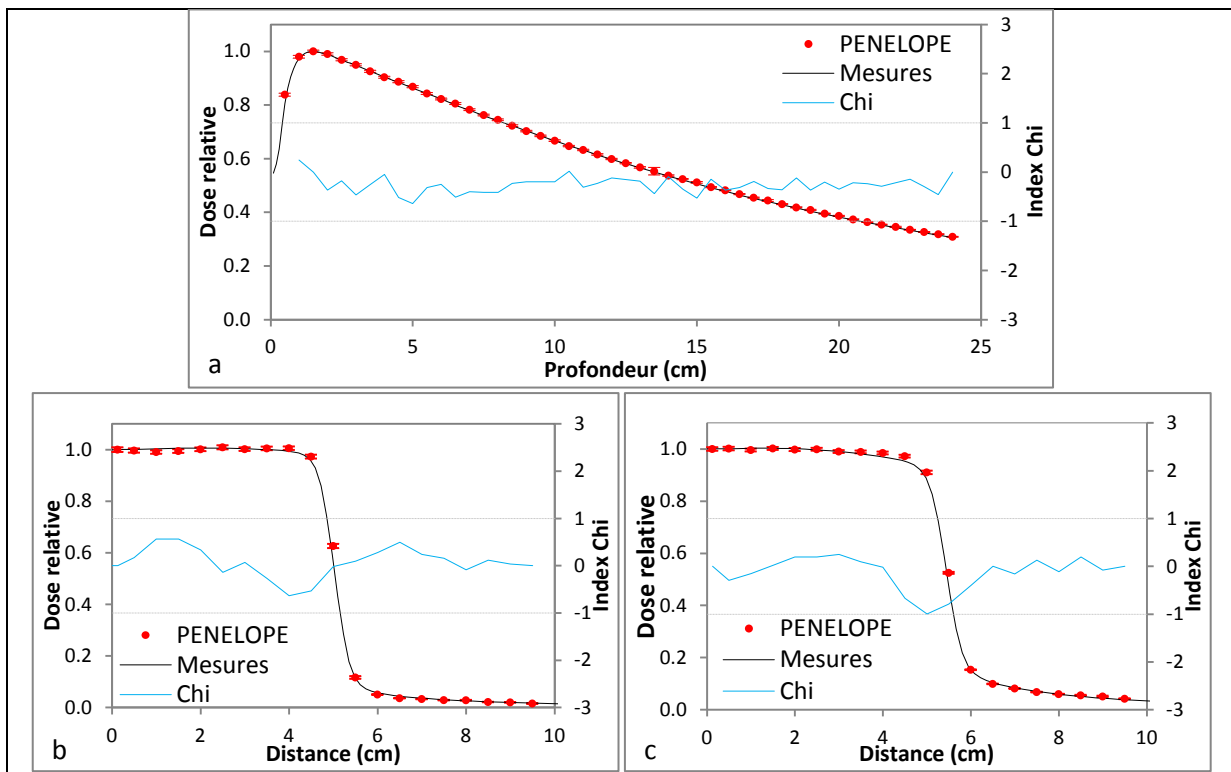 3
1.0
2
0.8
1
0.6
0
0.4
-1
0.2
-2
0.0
-3
PENELOPE
Mesures
Chi
Dose relative
Index Chi
0 5 10 15 20 25
Profondeur (cm)
a
3
1.0
2
0.8
1
0.6
0
0.4
-1
0.2
-2
0.0
-3
Dose relative
Index Chi
PENELOPE
Mesures
Chi
0 2 4 6 8 10
Distance (cm)
b
3
1.0
2
0.8
1
0.6
0
0.4
-1
0.2
-2
0.0
-3
Dose relative
Index Chi
PENELOPE
Mesures
Chi
0 2 4 6 8 10
Distance (cm)
c